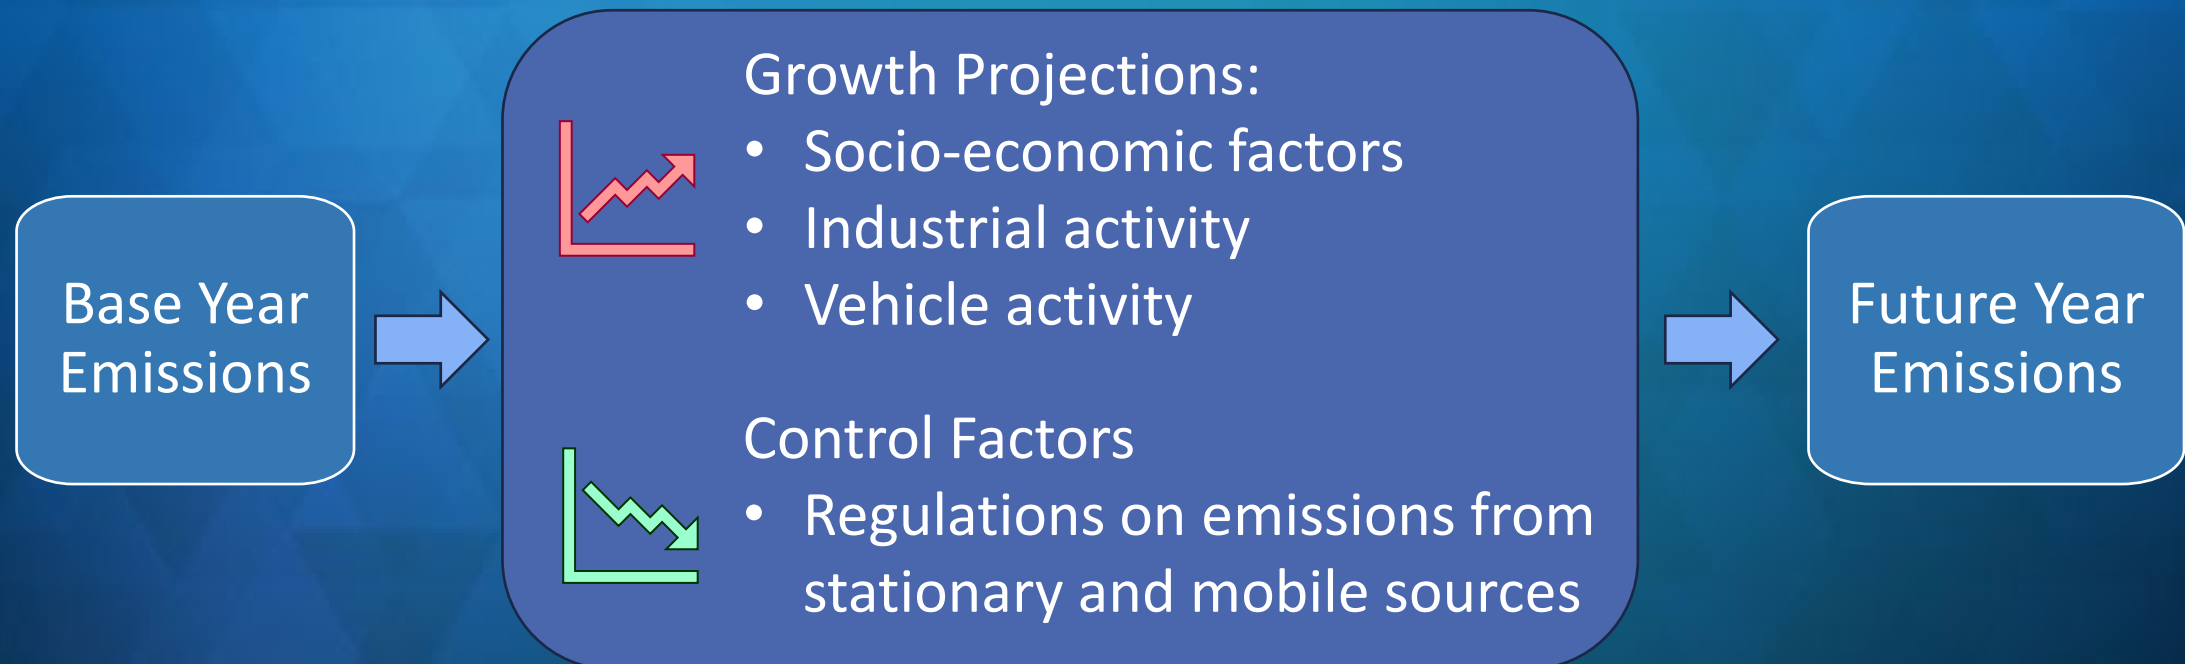 Base Year
Emissions
Growth Projections:
• Socio-economic factors
• Industrial activity
• Vehicle activity
Control Factors
• Regulations on emissions from
stationary and mobile sources
Future Year
Emissions